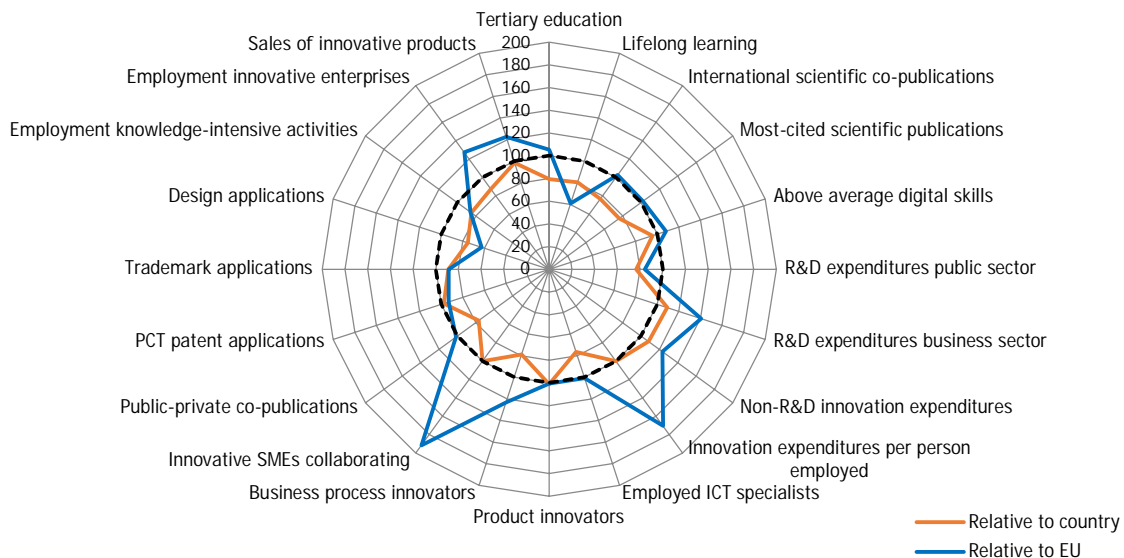 Tertiary education
Sales of innovative products
Lifelong learning
Employment innovative enterprises
International scientific co-publications
Employment knowledge-intensive activities
Most-cited scientific publications
Design applications
Above average digital skills
Trademark applications
R&D expenditures public sector
PCT patent applications
R&D expenditures business sector
Public-private co-publications
Non-R&D innovation expenditures
Innovative SMEs collaborating
Innovation expenditures per person
employed
Business process innovators
Employed ICT specialists
Product innovators
200
180
160
140
120
100
80
60
40
20
0
Relative to country
Relative to EU